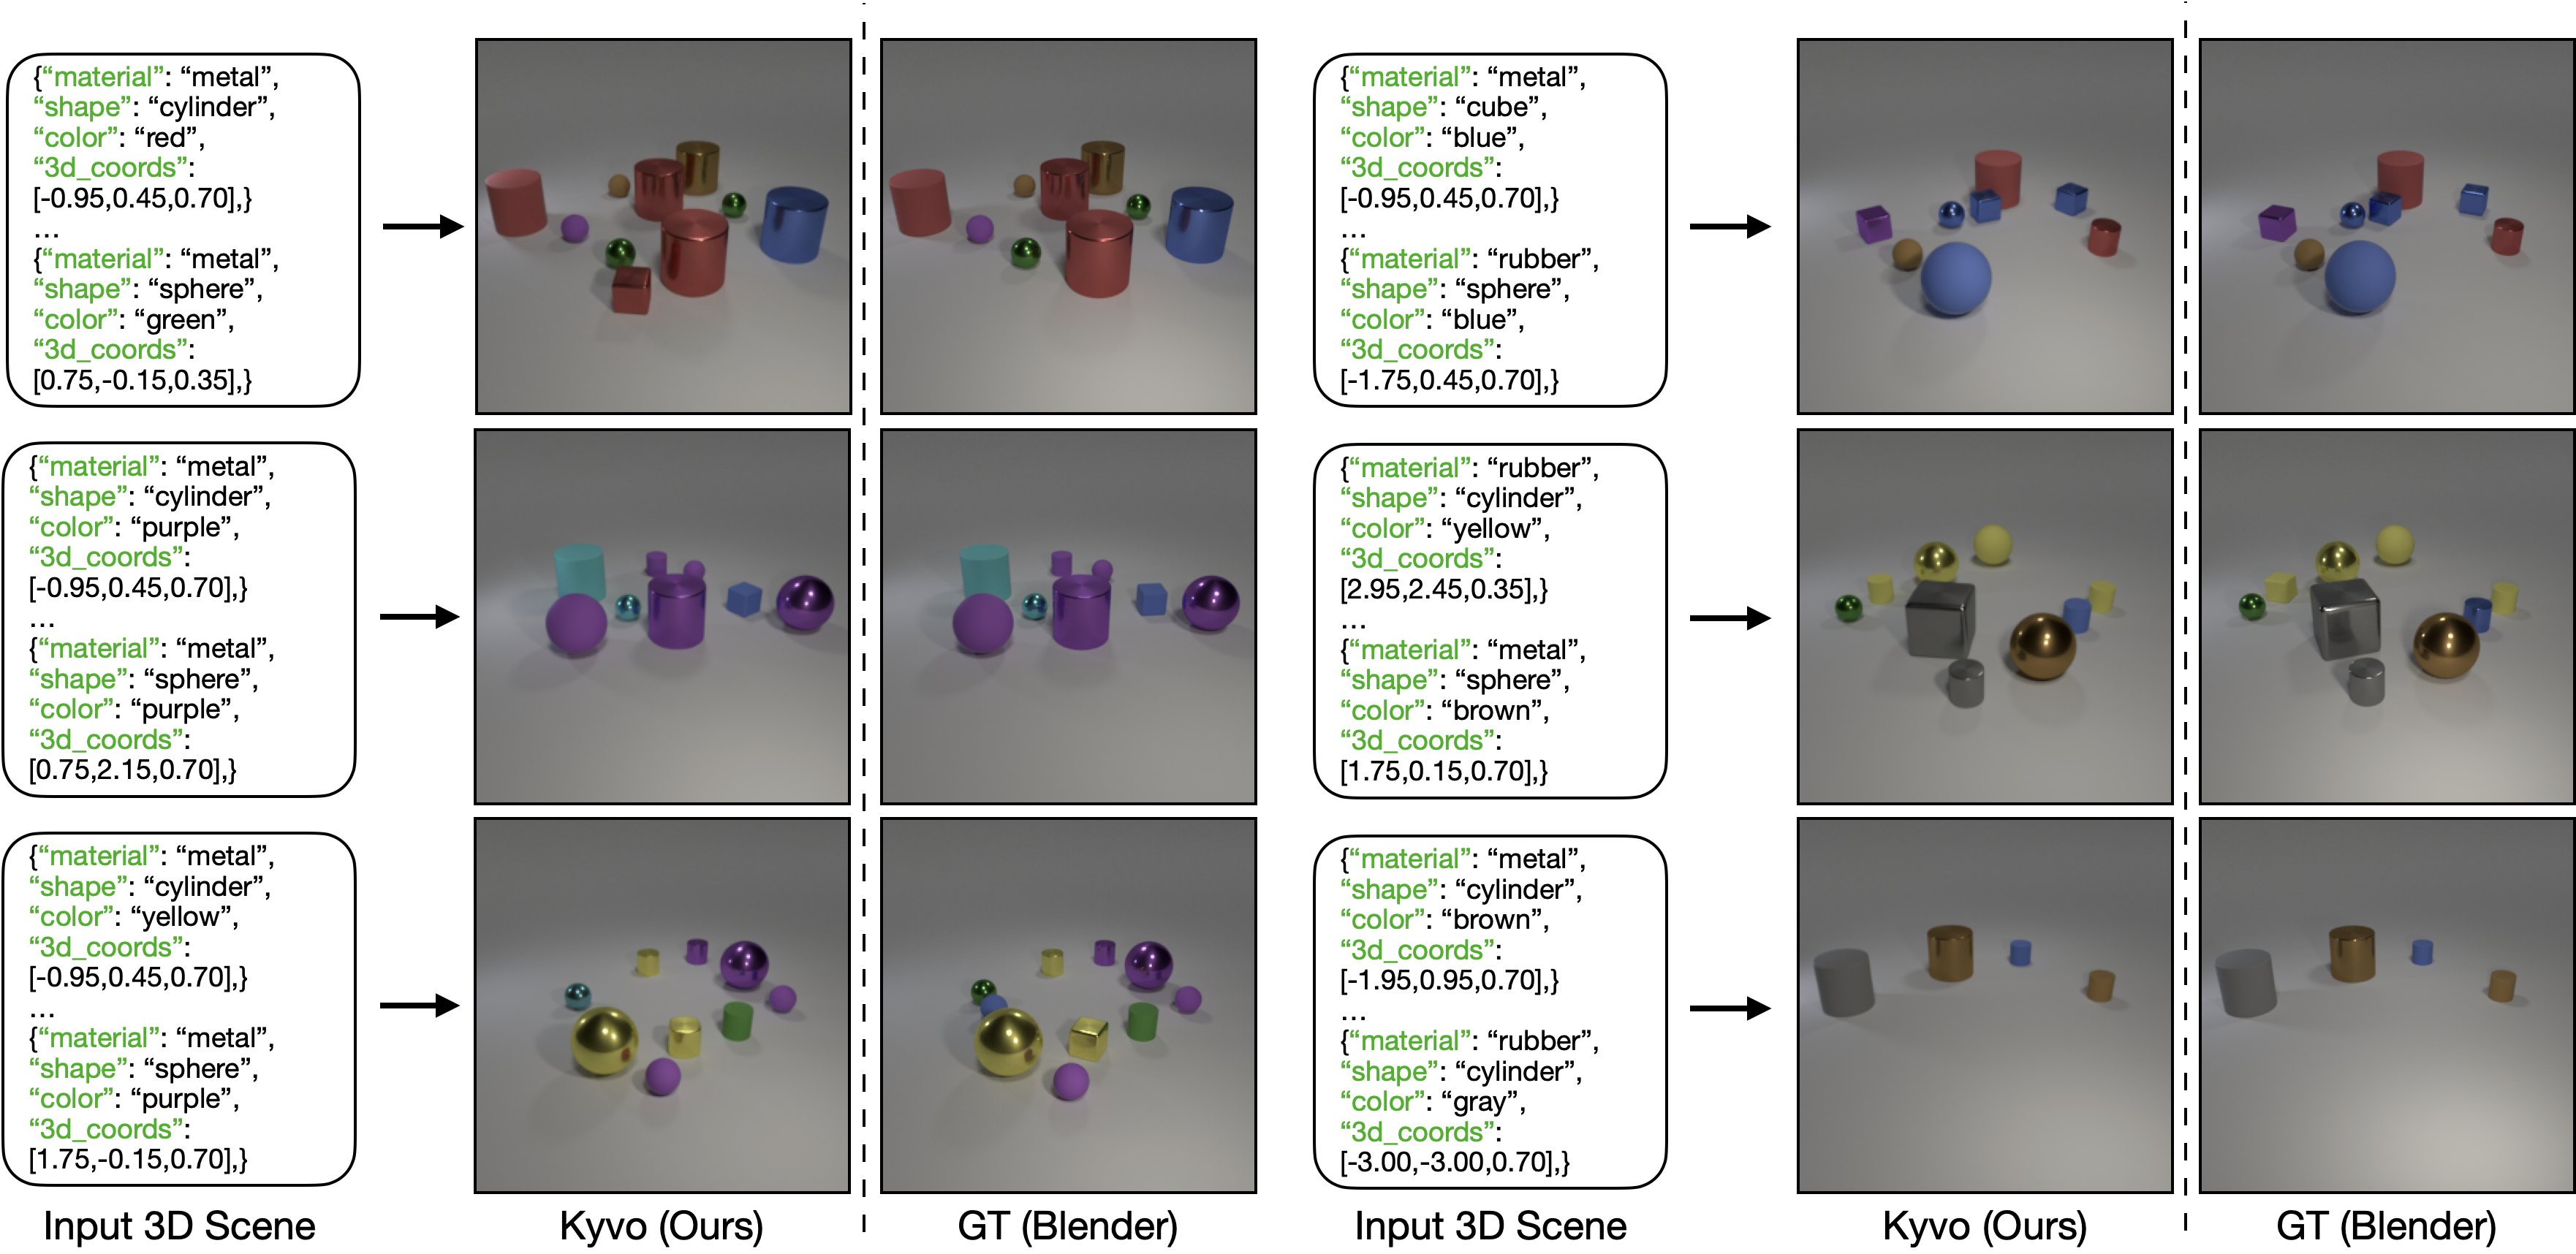 {“material”: “metal”,
“shape”: “cylinder”,
“color”: “red”,
“3d_coords”:
[-0.95,0.45,0.70],}
...
{“material”: “metal”,
“shape”: “sphere”,
“color”: “green”,
“3d_coords”:
[0.75,-0.15,0.35],}
{“material”: “metal”,
“shape”: “cube”,
“color”: “blue”,
“3d_coords”:
[-0.95,0.45,0.70],}
...
{“material”: “rubber”,
“shape”: “sphere”,
“color”: “blue”,
“3d_coords”:
[-1.75,0.45,0.70],}
{“material”: “metal”,
“shape”: “cylinder”,
“color”: “purple”,
“3d_coords”:
[-0.95,0.45,0.70],}
...
{“material”: “metal”,
“shape”: “sphere”,
“color”: “purple”,
“3d_coords”:
[0.75,2.15,0.70],}
{“material”: “rubber”,
“shape”: “cylinder”,
“color”: “yellow”,
“3d_coords”:
[2.95,2.45,0.35],}
...
{“material”: “metal”,
“shape”: “sphere”,
“color”: “brown”,
“3d_coords”:
[1.75,0.15,0.70],}
{“material”: “metal”,
“shape”: “cylinder”,
“color”: “yellow”,
“3d_coords”:
[-0.95,0.45,0.70],}
...
{“material”: “metal”,
“shape”: “sphere”,
“color”: “purple”,
“3d_coords”:
[1.75,-0.15,0.70],}
{“material”: “metal”,
“shape”: “cylinder”,
“color”: “brown”,
“3d_coords”:
[-1.95,0.95,0.70],}
...
{“material”: “rubber”,
“shape”: “cylinder”,
“color”: “gray”,
“3d_coords”:
[-3.00,-3.00,0.70],}
Input 3D Scene
Kyvo (Ours)
GT (Blender)
Input 3D Scene
Kyvo (Ours)
GT (Blender)